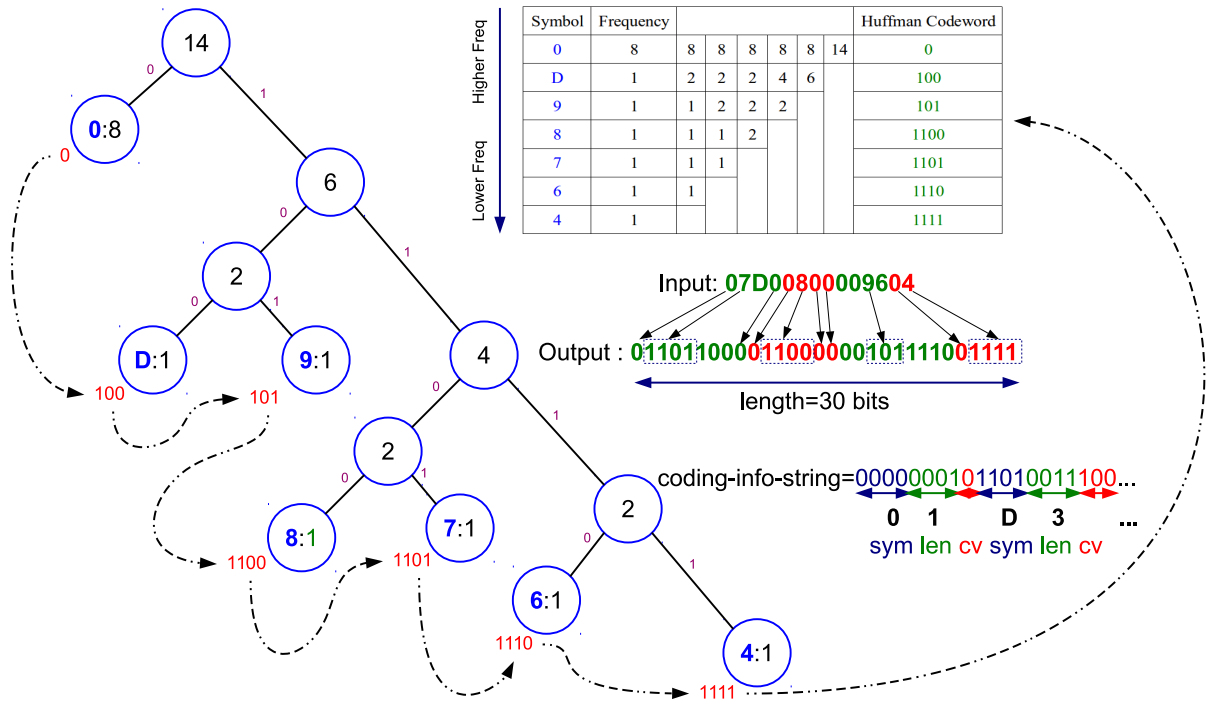 14
0
1
0:8
0
6
0
1
2
0
1
D:1
9:1
100
101
4
0
1
2
0
1
8:1
7:1
1100
1101
2
0
1
6:1
1110
4:1
1111
Higher Freq
Lower Freq
Symbol Frequency Huffman Codeword
0 8 8 8 8 8 8 14 0
D 1 2 2 2 4 6 100
9 1 1 2 2 2 101
8 1 1 1 2 1100
7 1 1 1 1101
6 1 1 1110
4 1 1111
Input: 07D00800009604
Output : 011011000011000000101111001111
length=30 bits
coding-info-string=00000001011010011100...
0 1 D 3 ...
sym len cv sym len cv